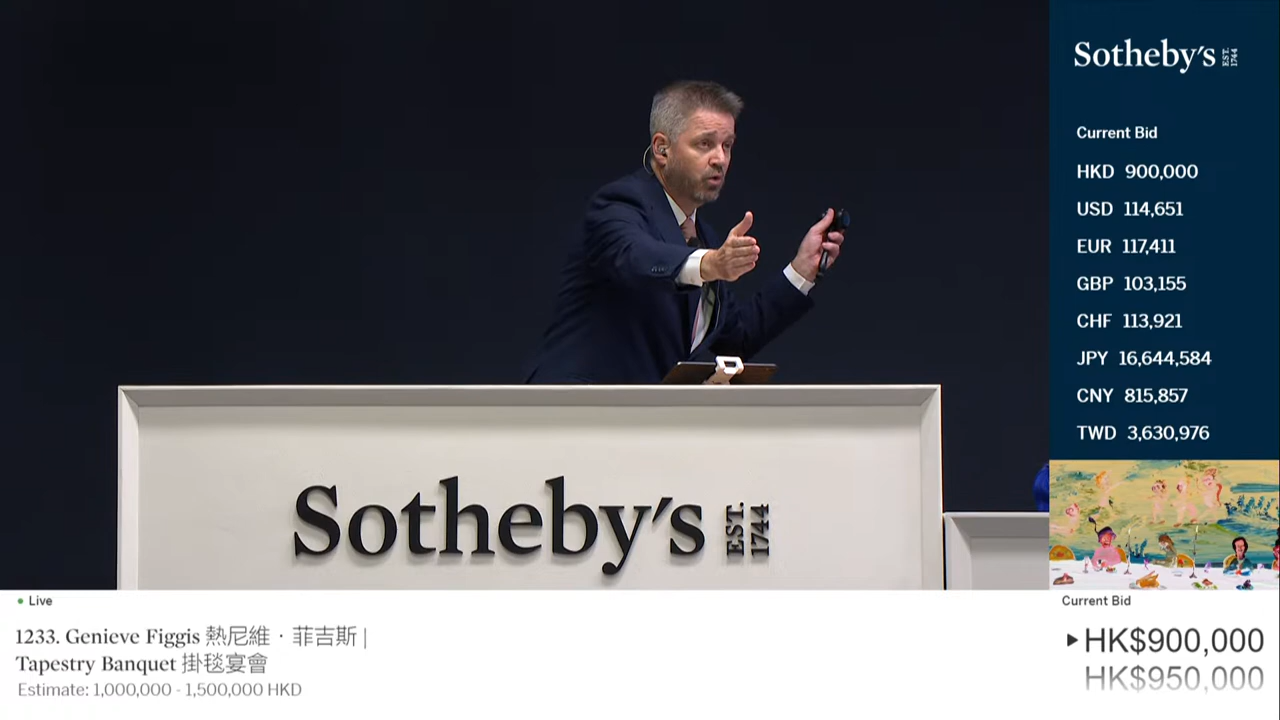 Sotheby's EST. 1744
Current Bid
HKD 900,000
USD 114,651
EUR 117,411
GBP 103,155
CHF 113,921
JPY 16,644,584
CNY 815,857
TWD 3,630,976
Sotheby's EST. 1744
Live
1233. Genieve Figgis 熱尼維・菲吉斯 |
Tapestry Banquet 掛毯宴會
Estimate: 1,000,000 - 1,500,000 HKD
Current Bid
HK$900,000
HK$950,000